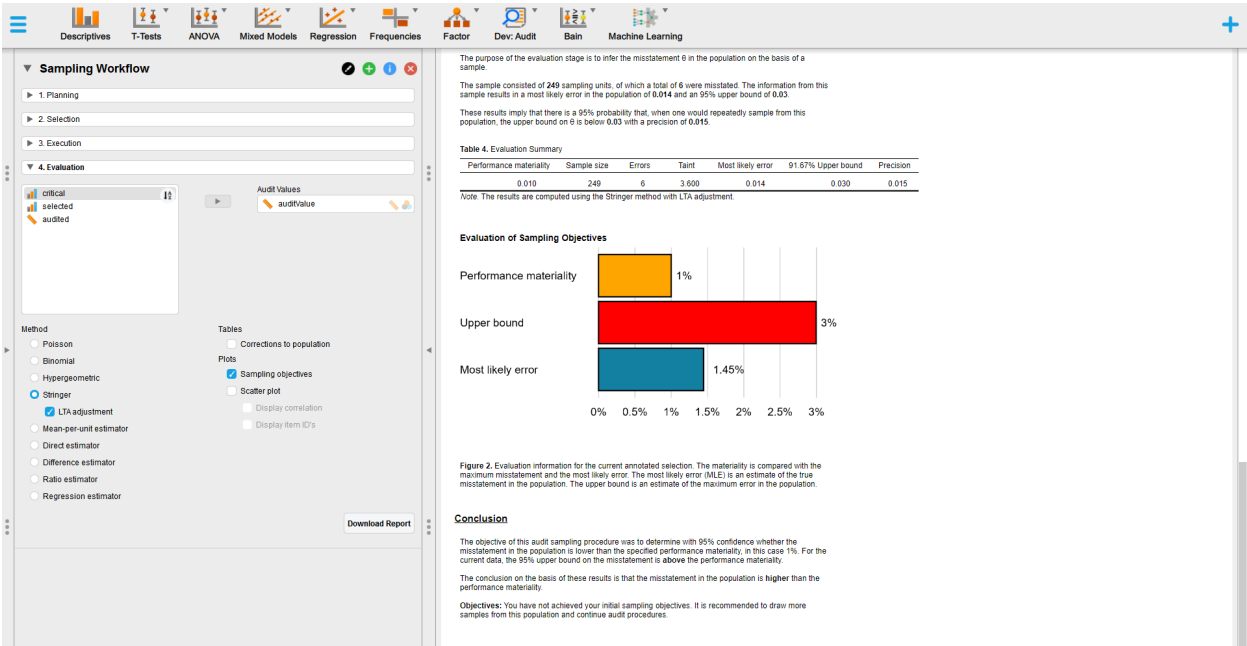 Descriptives T-Tests ANOVA Mixed Models Regression Frequencies Factor Dev: Audit Bain Machine Learning
Sampling Workflow
1. Planning
2. Selection
3. Execution
4. Evaluation
critical
selected
audited
Audit Values
auditValue
Method
Poisson
Binomial
Hypergeometric
Stringer
LTA adjustment
Mean-per-unit estimator
Direct estimator
Difference estimator
Ratio estimator
Regression estimator
Tables
Corrections to population
Plots
Sampling objectives
Scatter plot
Display correlation
Display item ID's
Download Report
The purpose of the evaluation stage is to infer the misstatement θ in the population on the basis of a
sample.
The sample consisted of 249 sampling units, of which a total of 6 were misstated. The information from this
sample results in a most likely error in the population of 0.014 and an 95% upper bound of 0.03.
These results imply that there is a 95% probability that, when one would repeatedly sample from this
population, the upper bound on θ is below 0.03 with a precision of 0.015.
Table 4. Evaluation Summary
Performance materiality Sample size Errors Taint Most likely error 91.67% Upper bound Precision
0.010 249 6 3.600 0.014 0.030 0.015
Note. The results are computed using the Stringer method with LTA adjustment.
Evaluation of Sampling Objectives
Performance materiality 1%
Upper bound 3%
Most likely error 1.45%
0% 0.5% 1% 1.5% 2% 2.5% 3%
Figure 2. Evaluation information for the current annotated selection. The materiality is compared with the
maximum misstatement and the most likely error. The most likely error (MLE) is an estimate of the true
misstatement in the population. The upper bound is an estimate of the maximum error in the population.
Conclusion
The objective of this audit sampling procedure was to determine with 95% confidence whether the
misstatement in the population is lower than the specified performance materiality, in this case 1%. For the
current data, the 95% upper bound on the misstatement is above the performance materiality.
The conclusion on the basis of these results is that the misstatement in the population is higher than the
performance materiality.
Objectives: You have not achieved your initial sampling objectives. It is recommended to draw more
samples from this population and continue audit procedures.